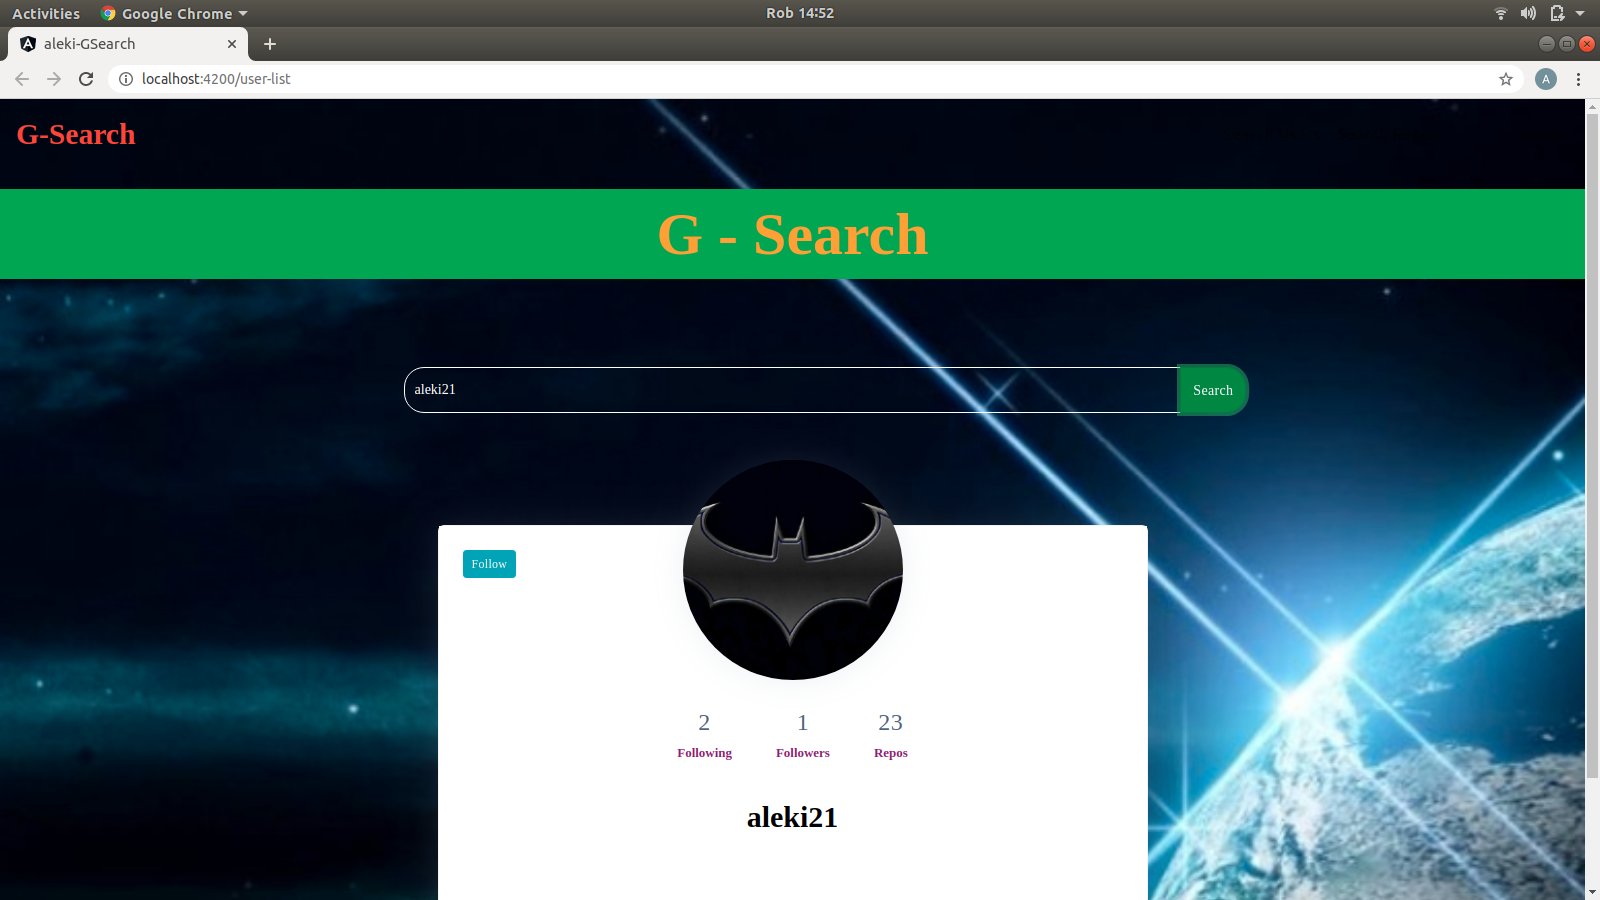 Activities Google Chrome Rob 14:52
aleki-GSearch
localhost:4200/user-list A
G-Search
G - Search
aleki21 Search
Follow
2 1 23
Following Followers Repos
aleki21